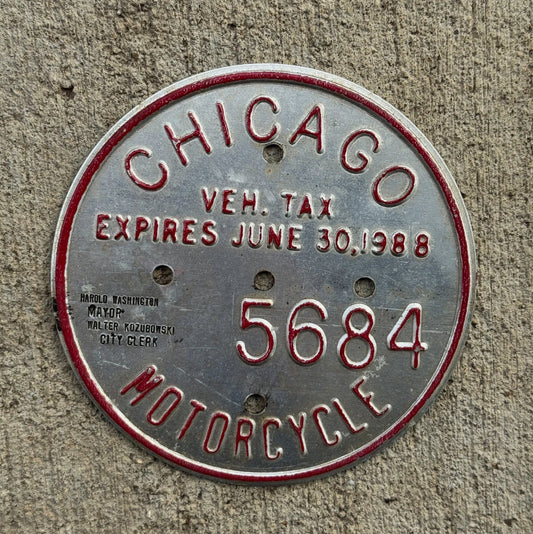 CHICAGO
VEH. TAX
EXPIRES JUNE 30, 1988
HAROLD WASHINGTON
MAYOR
WALTER KOZUBOWSKI
CITY CLERK
5684
MOTORCYCLE